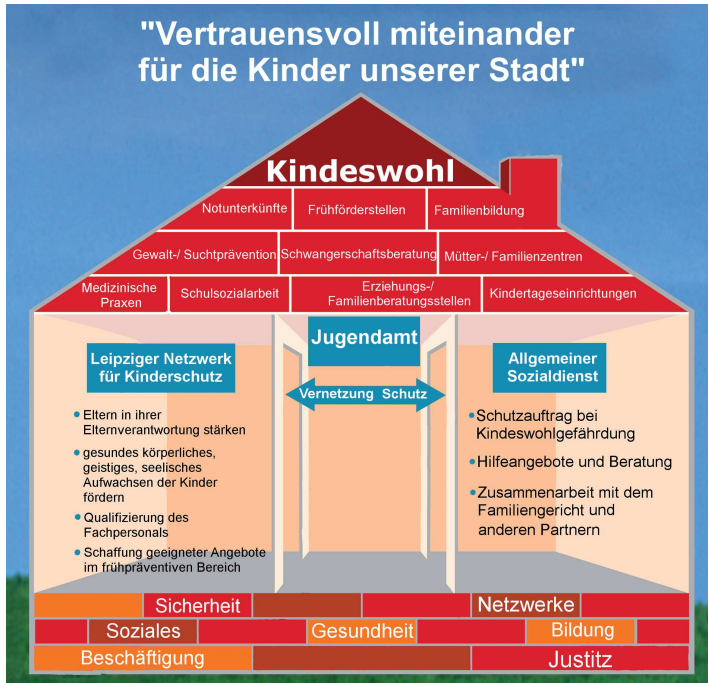 "Vertrauensvoll miteinander
für die Kinder unserer Stadt"
Kindeswohl
Notunterkünfte
Frühförderstellen
Familienbildung
Gewalt-/ Suchtprävention
Schwangerschaftsberatung
Mütter-/ Familienzentren
Medizinische
Praxen
Schulsozialarbeit
Erziehungs-/
Familienberatungsstellen
Kindertageseinrichtungen
Jugendamt
Leipziger Netzwerk
für Kinderschutz
Vernetzung Schutz
Allgemeiner
Sozialdienst
• Eltern in ihrer
Elternverantwortung stärken
• gesundes körperliches,
geistiges, seelisches
Aufwachsen der Kinder
fördern
• Qualifizierung des
Fachpersonals
• Schaffung geeigneter Angebote
im frühpräventiven Bereich
• Schutzauftrag bei
Kindeswohlgefährdung
• Hilfeangebote und Beratung
• Zusammenarbeit mit dem
Familiengericht und
anderen Partnern
Sicherheit
Netzwerke
Soziales
Gesundheit
Bildung
Beschäftigung
Justitz